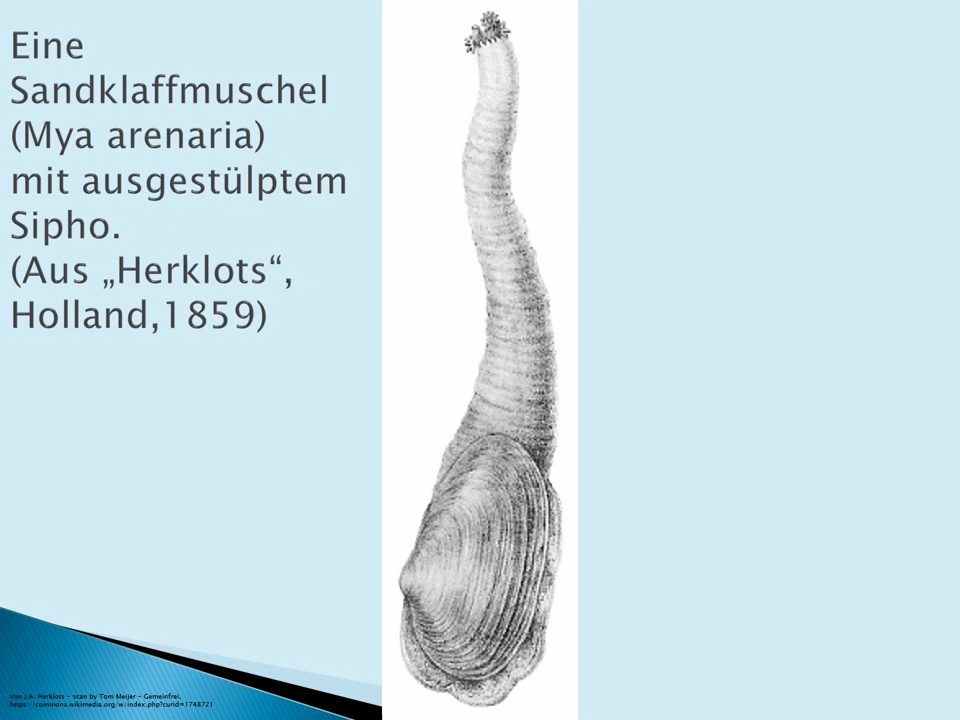 Eine
Sandklaffmuschel
(Mya arenaria)
mit ausgestülptem
Sipho.
(Aus „Herklots“,
Holland,1859)
Von J.A. Herklots - scan by Tom Meijer - Gemeinfrei,
https://commons.wikimedia.org/w/index.php?curid=1748721